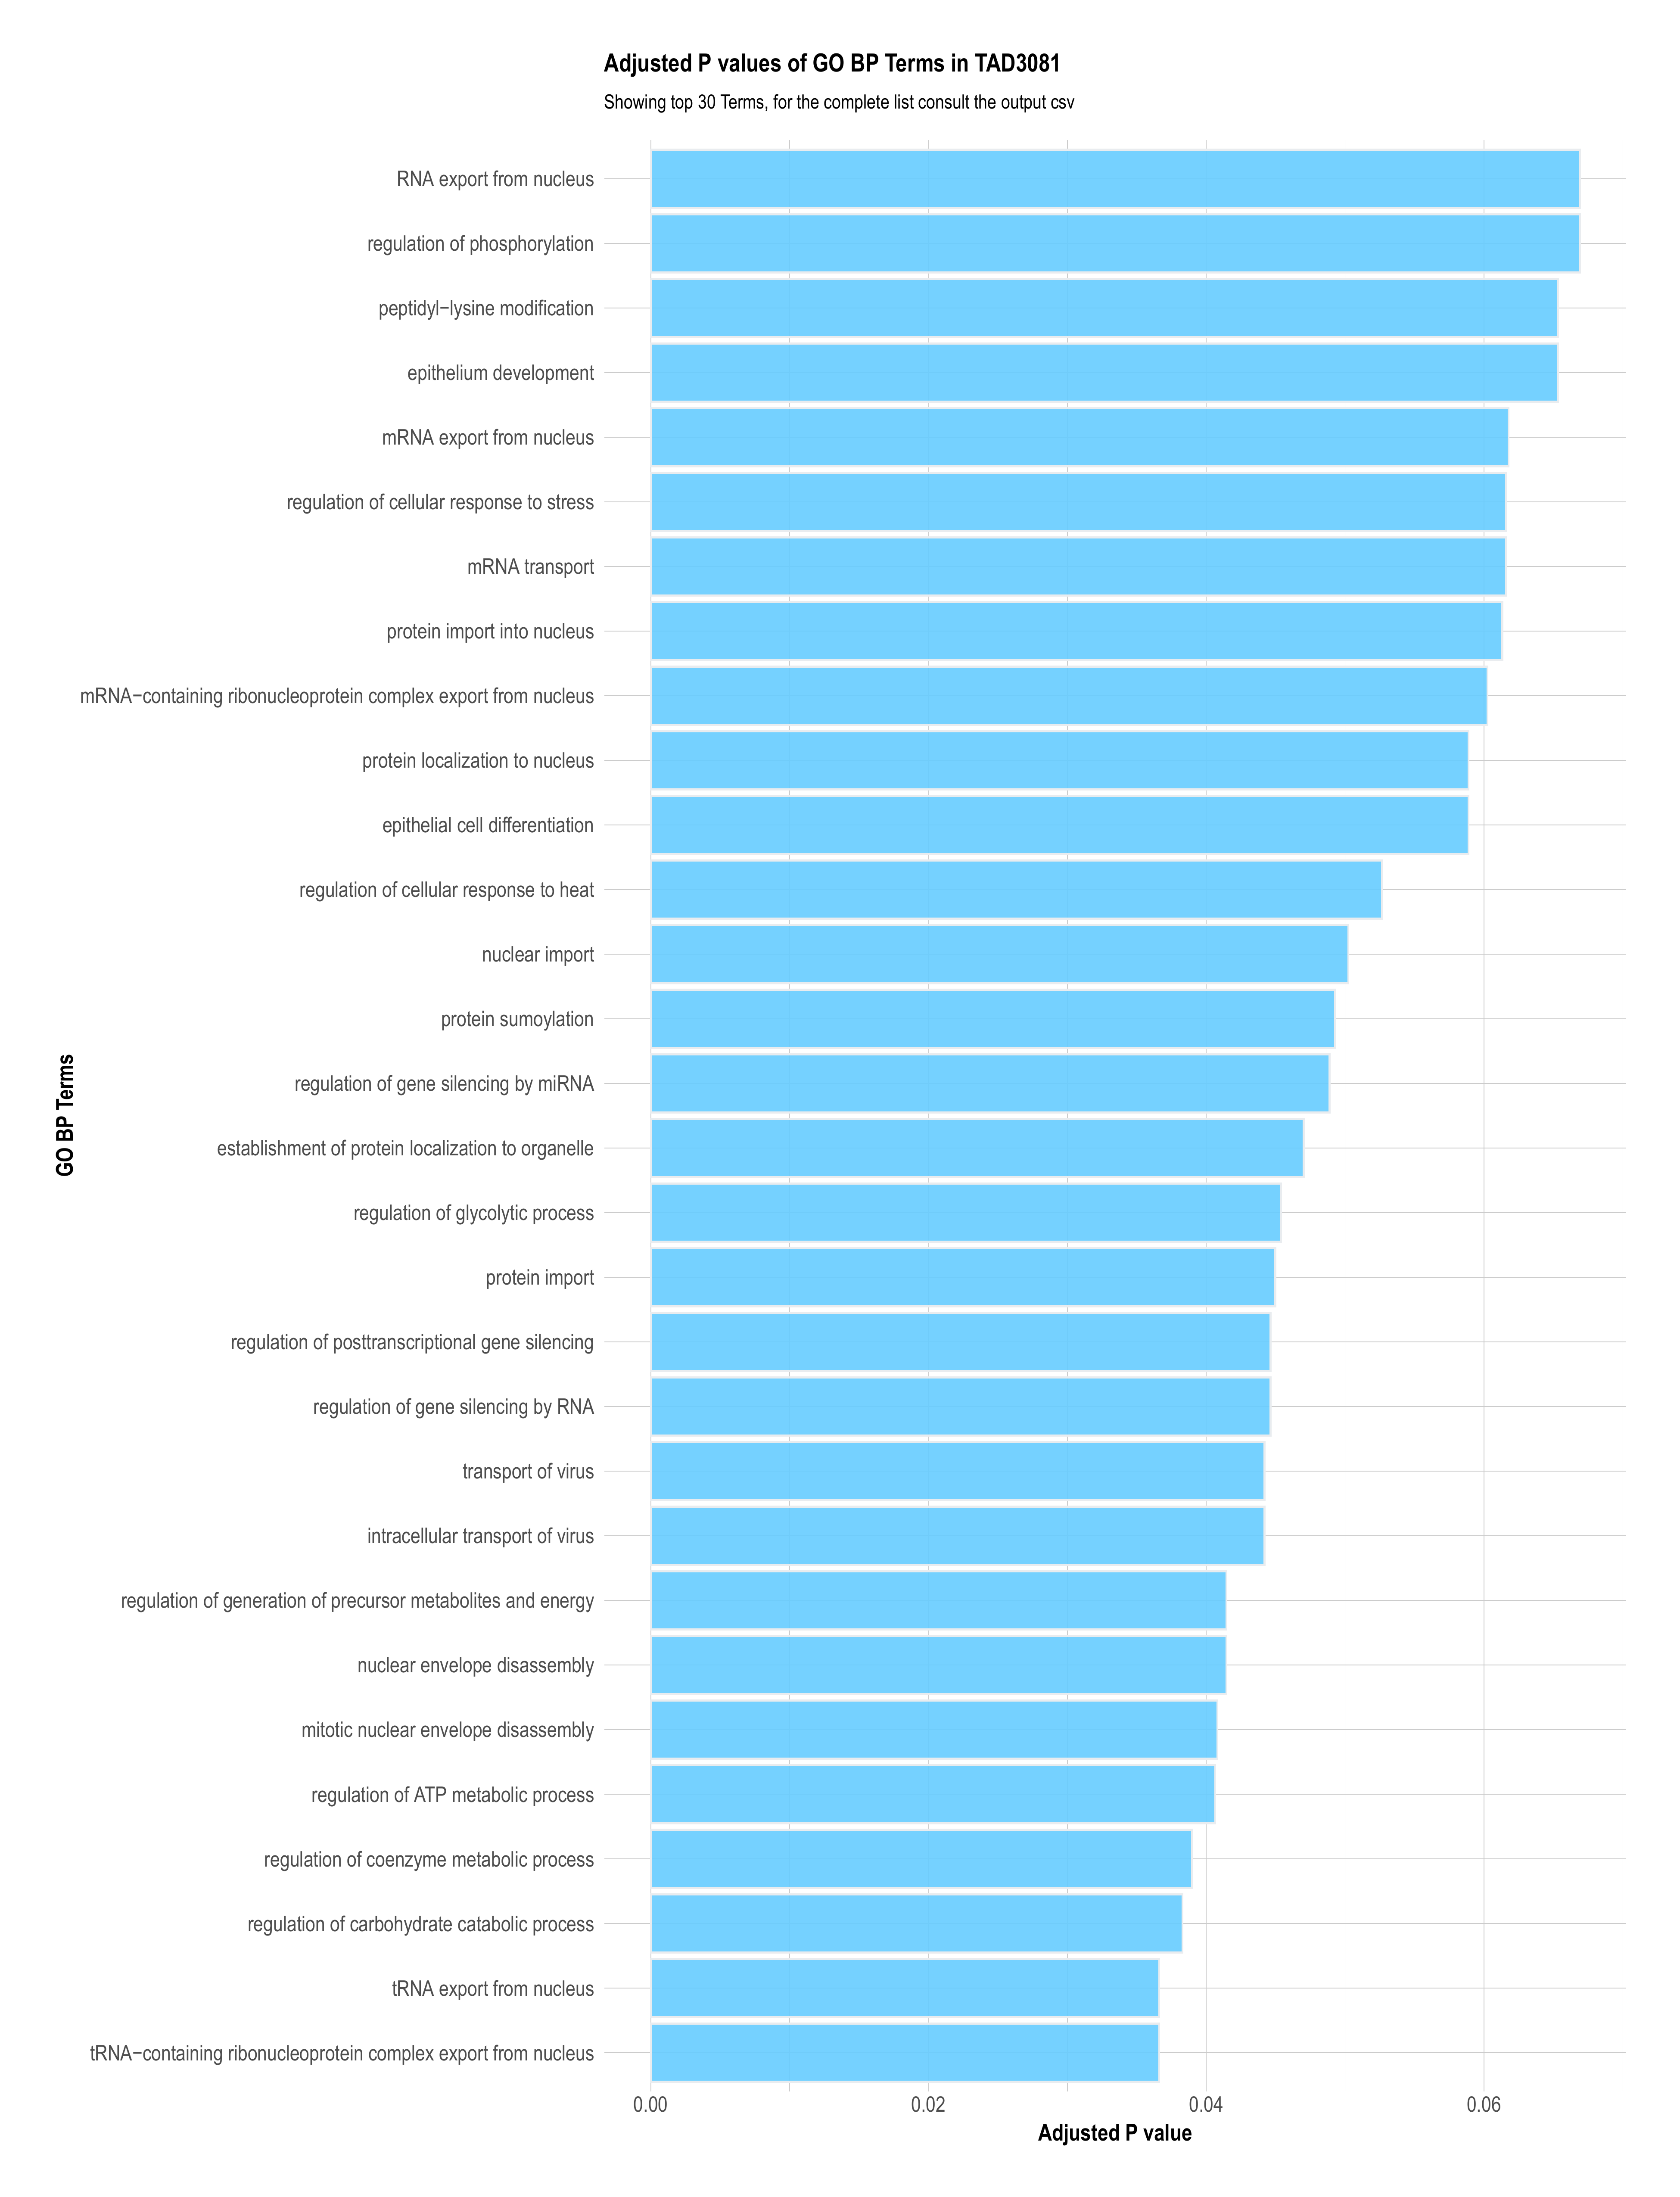 Adjusted P values of GO BP Terms in TAD3081
Showing top 30 Terms, for the complete list consult the output csv
RNA export from nucleus
regulation of phosphorylation
peptidyl−lysine modification
epithelium development
mRNA export from nucleus
regulation of cellular response to stress
mRNA transport
protein import into nucleus
mRNA−containing ribonucleoprotein complex export from nucleus
protein localization to nucleus
epithelial cell differentiation
regulation of cellular response to heat
nuclear import
protein sumoylation
regulation of gene silencing by miRNA
establishment of protein localization to organelle
regulation of glycolytic process
protein import
regulation of posttranscriptional gene silencing
regulation of gene silencing by RNA
transport of virus
intracellular transport of virus
regulation of generation of precursor metabolites and energy
nuclear envelope disassembly
mitotic nuclear envelope disassembly
regulation of ATP metabolic process
regulation of coenzyme metabolic process
regulation of carbohydrate catabolic process
tRNA export from nucleus
tRNA−containing ribonucleoprotein complex export from nucleus
GO BP Terms
0.00 0.02 0.04 0.06
Adjusted P value